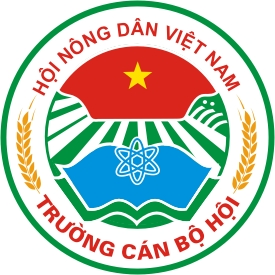 HỘI NÔNG DÂN VIỆT NAM
TRƯỜNG CÁN BỘ HỘI